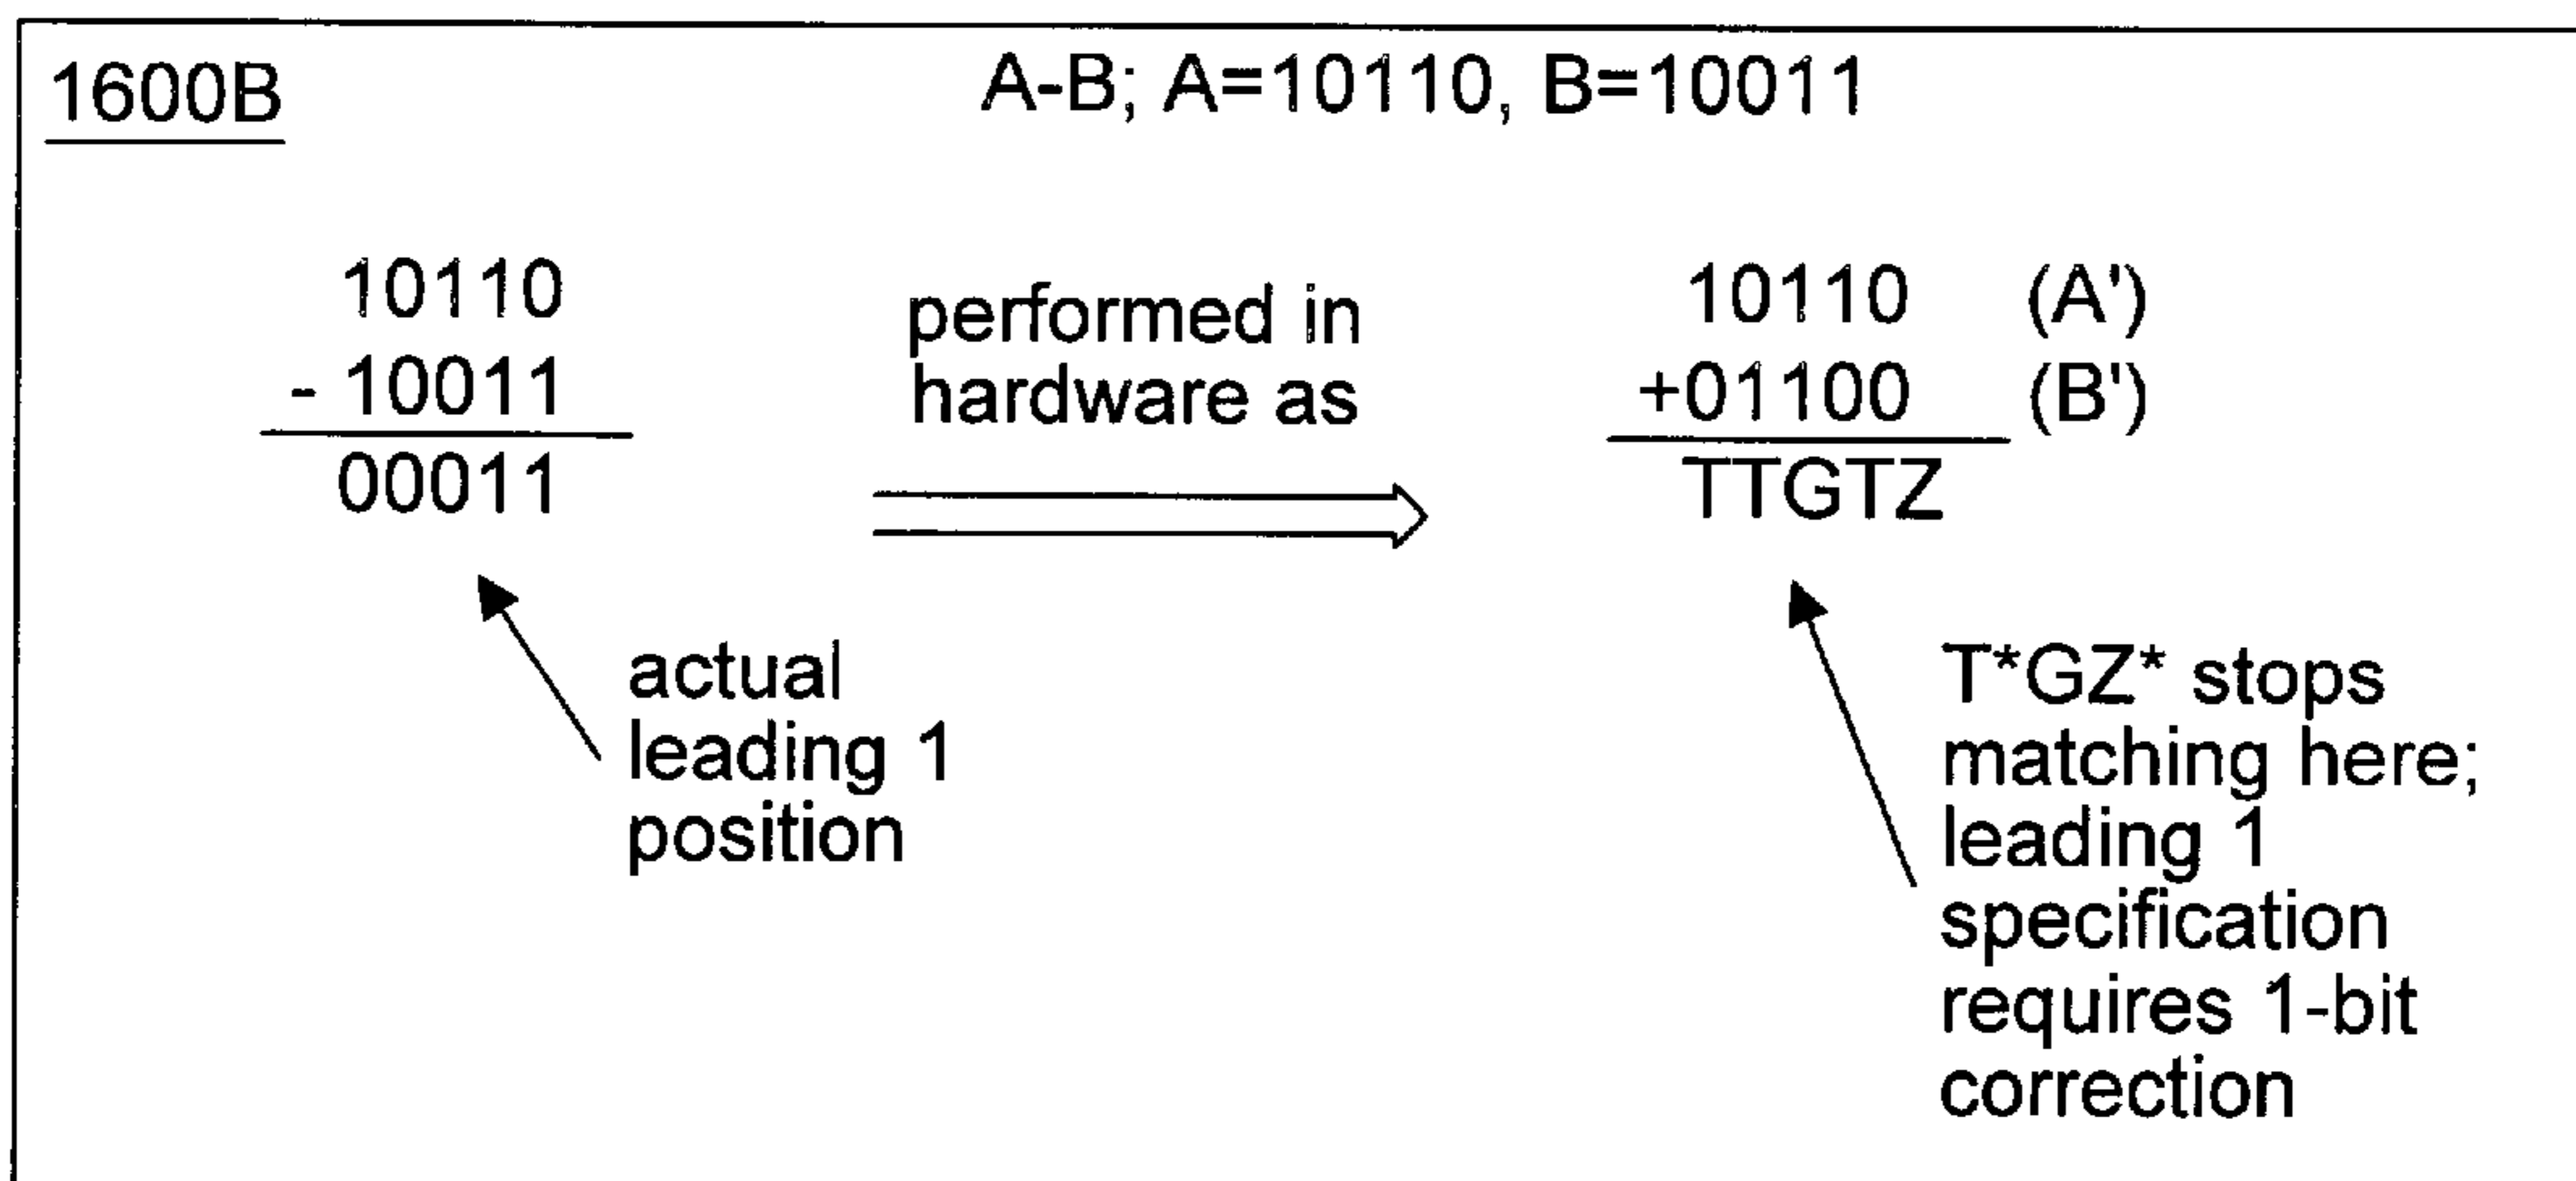 1600B
A-B; A=10110, B=10011
10110
- 10011
00011
performed in
hardware as
10110 (A')
+01100 (B')
TTGTZ
actual
leading 1
position
T*GZ* stops
matching here;
leading 1
specification
requires 1-bit
correction